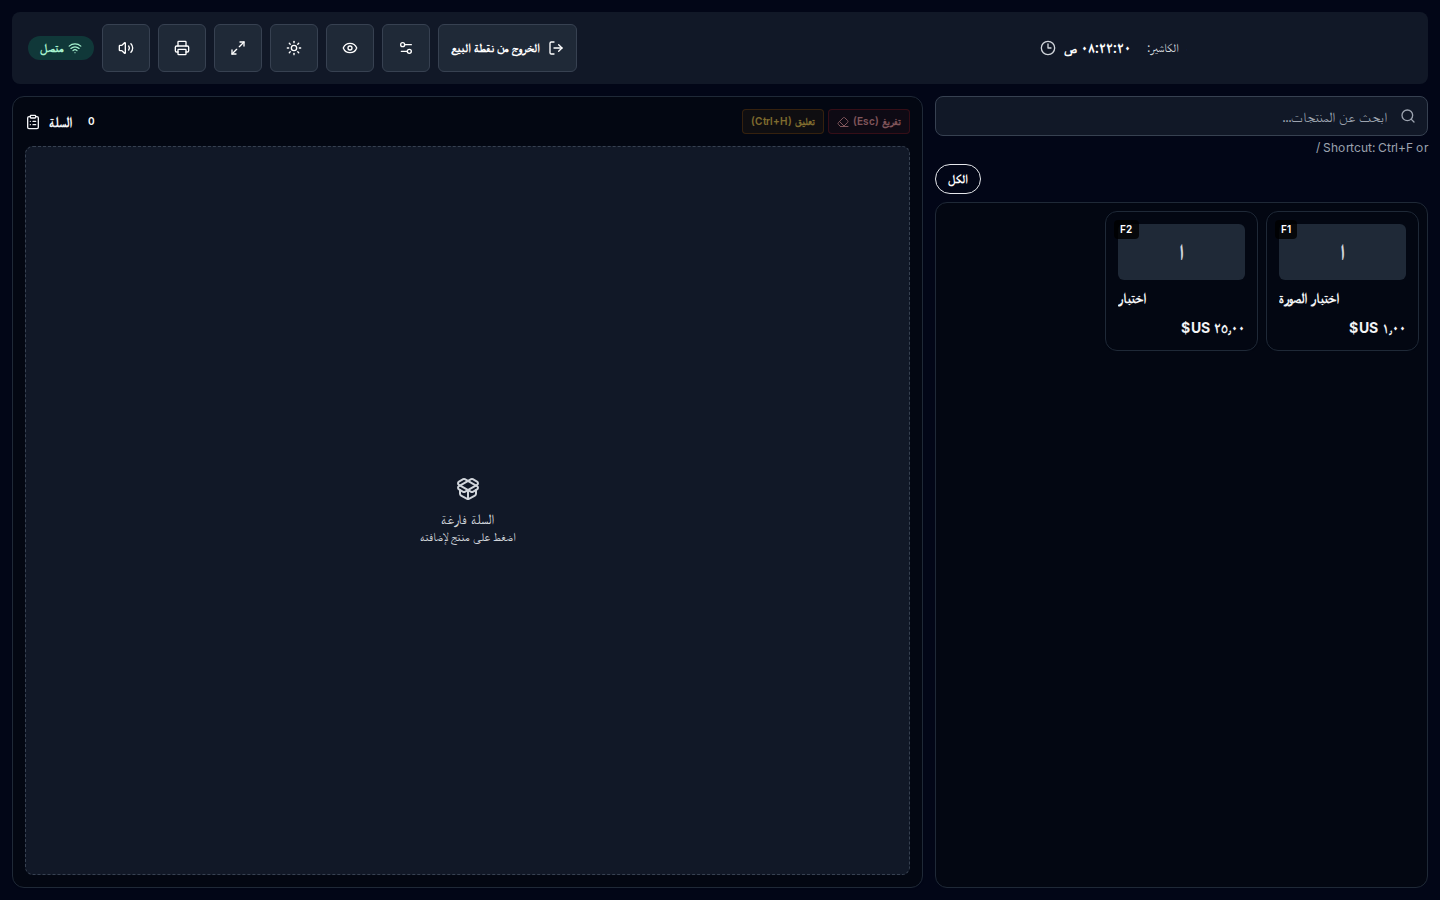 الكاشير:
٠٨:٢٢:٢٠ ص
الخروج من نقطة البيع
متصل
ابحث عن المنتجات...
Shortcut: Ctrl+F or /
الكل
F1
ا
اختبار الصورة
١٫٠٠ US$
F2
ا
اختبار
٢٥٫٠٠ US$
السلة
0
تعليق (Ctrl+H)
تفريغ (Esc)
السلة فارغة
اضغط على منتج لإضافته